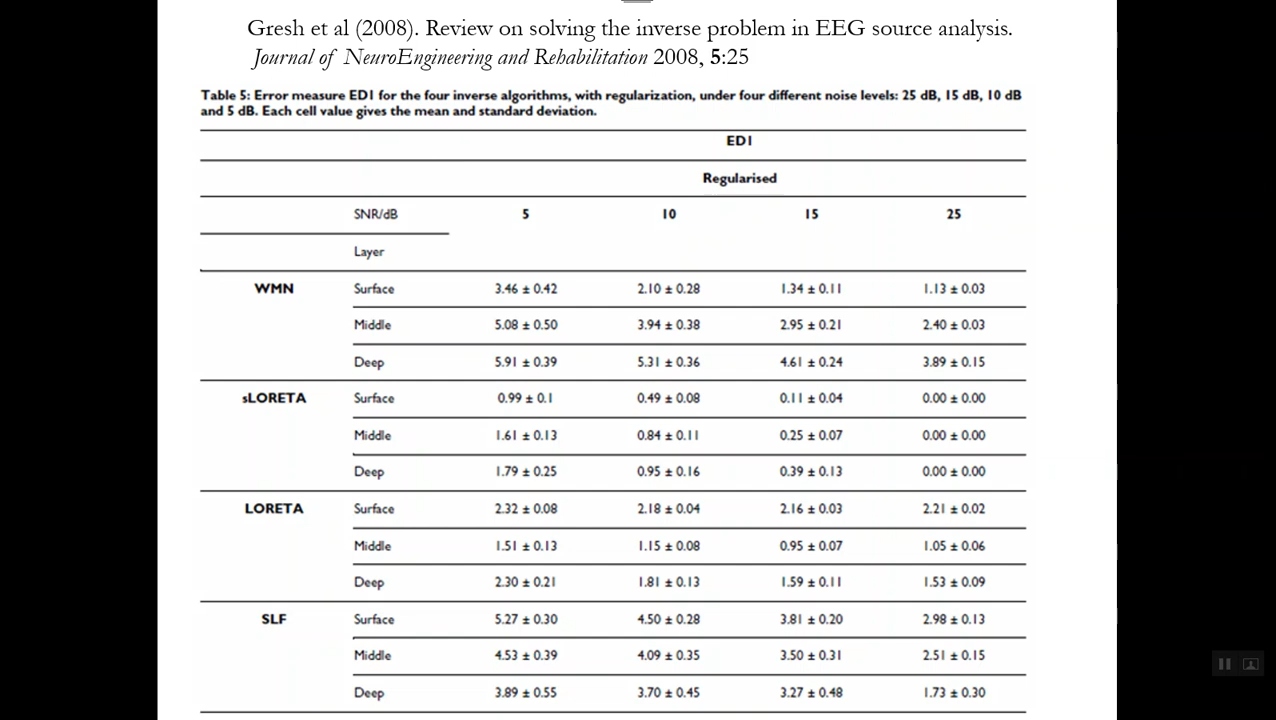 Gresh et al (2008). Review on solving the inverse problem in EEG source analysis.
Journal of NeuroEngineering and Rehabilitation 2008, 5:25
Table 5: Error measure ED1 for the four inverse algorithms, with regularization, under four different noise levels: 25 dB, 15 dB, 10 dB
and 5 dB. Each cell value gives the mean and standard deviation.
ED1
Regularised
SNR/dB 5 10 15 25
Layer
WMN Surface 3.46 ± 0.42 2.10 ± 0.28 1.34 ± 0.11 1.13 ± 0.03
Middle 5.08 ± 0.50 3.94 ± 0.38 2.95 ± 0.21 2.40 ± 0.03
Deep 5.91 ± 0.39 5.31 ± 0.36 4.61 ± 0.24 3.89 ± 0.15
sLORETA Surface 0.99 ± 0.1 0.49 ± 0.08 0.11 ± 0.04 0.00 ± 0.00
Middle 1.61 ± 0.13 0.84 ± 0.11 0.25 ± 0.07 0.00 ± 0.00
Deep 1.79 ± 0.25 0.95 ± 0.16 0.39 ± 0.13 0.00 ± 0.00
LORETA Surface 2.32 ± 0.08 2.18 ± 0.04 2.16 ± 0.03 2.21 ± 0.02
Middle 1.51 ± 0.13 1.15 ± 0.08 0.95 ± 0.07 1.05 ± 0.06
Deep 2.30 ± 0.21 1.81 ± 0.13 1.59 ± 0.11 1.53 ± 0.09
SLF Surface 5.27 ± 0.30 4.50 ± 0.28 3.81 ± 0.20 2.98 ± 0.13
Middle 4.53 ± 0.39 4.09 ± 0.35 3.50 ± 0.31 2.51 ± 0.15
Deep 3.89 ± 0.55 3.70 ± 0.45 3.27 ± 0.48 1.73 ± 0.30